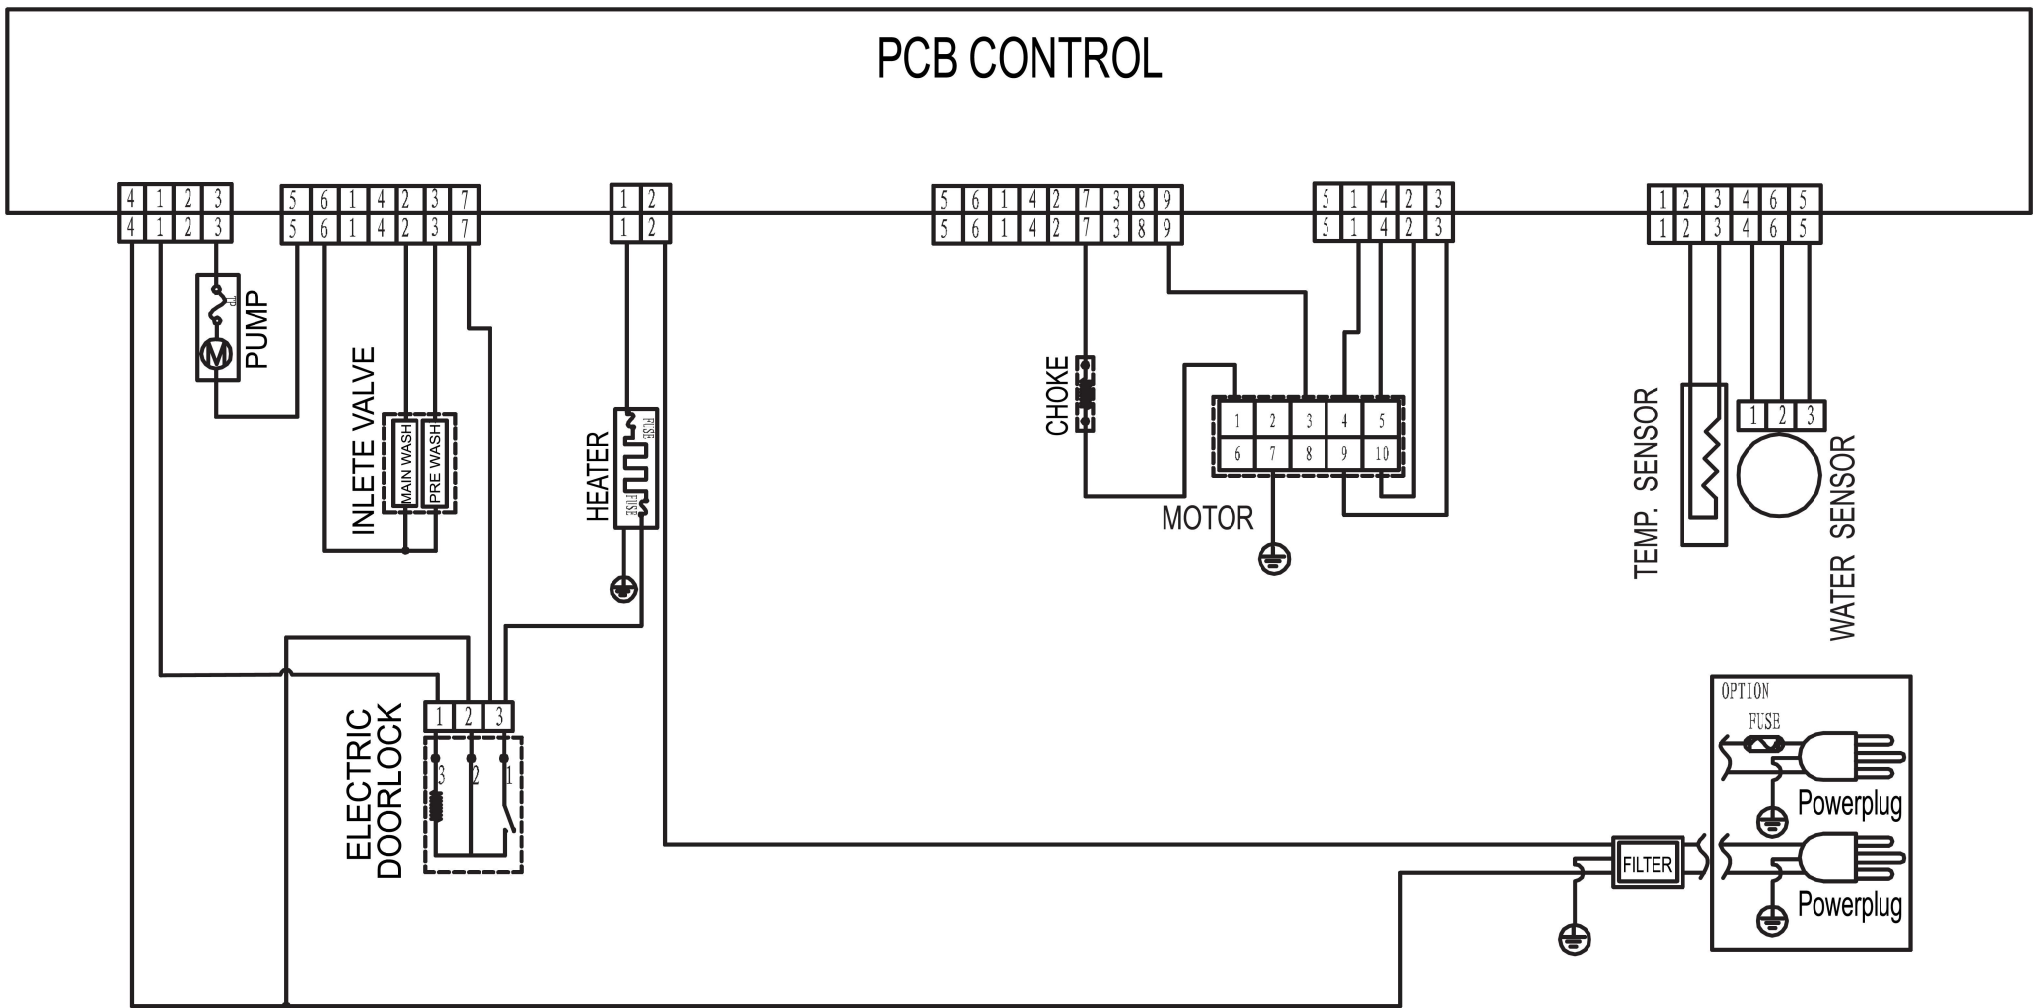 PCB CONTROL
4 1 2 3
5 6 1 4 2 3 7
1 2
5 6 1 4 2 7 3 8 9
5 1 4 2 3
1 2 3 4 6 5
4 1 2 3
5 6 1 4 2 3 7
1 2
5 6 1 4 2 7 3 8 9
5 1 4 2 3
1 2 3 4 6 5
TP
PUMP
INLETE VALVE
MAIN WASH
PRE WASH
HEATER
FUSE
FUSE
CHOKE
1 2 3 4 5
6 7 8 9 10
MOTOR
TEMP. SENSOR
1 2 3
WATER SENSOR
ELECTRIC
DOORLOCK
1 2 3
3 2 1
FILTER
OPTION
FUSE
Powerplug
Powerplug